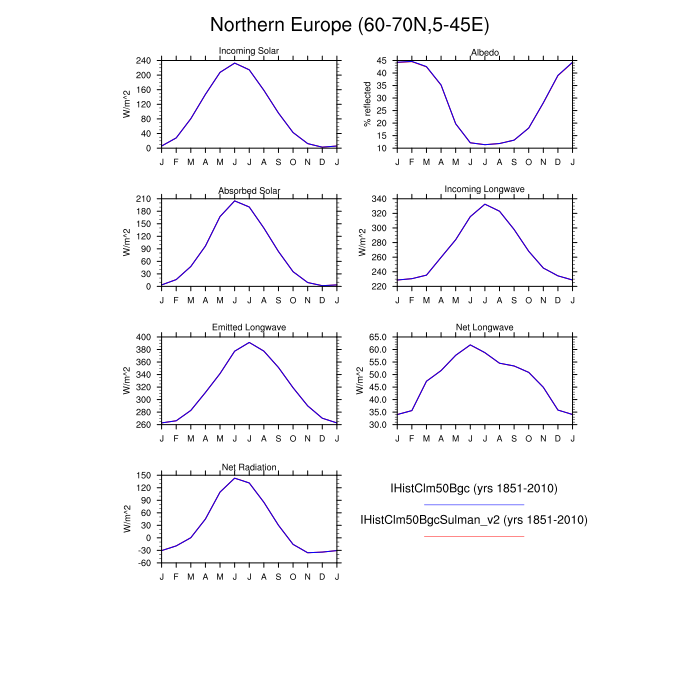 Northern Europe (60-70N,5-45E)
Incoming Solar
W/m^2
240
200
160
120
80
40
0
J F M A M J J A S O N D J
Albedo
% reflected
45
40
35
30
25
20
15
10
J F M A M J J A S O N D J
Absorbed Solar
W/m^2
210
180
150
120
90
60
30
0
J F M A M J J A S O N D J
Incoming Longwave
W/m^2
340
320
300
280
260
240
220
J F M A M J J A S O N D J
Emitted Longwave
W/m^2
400
380
360
340
320
300
280
260
J F M A M J J A S O N D J
Net Longwave
W/m^2
65.0
60.0
55.0
50.0
45.0
40.0
35.0
30.0
J F M A M J J A S O N D J
Net Radiation
W/m^2
150
120
90
60
30
0
-30
-60
J F M A M J J A S O N D J
IHistClm50Bgc (yrs 1851-2010)
IHistClm50BgcSulman_v2 (yrs 1851-2010)